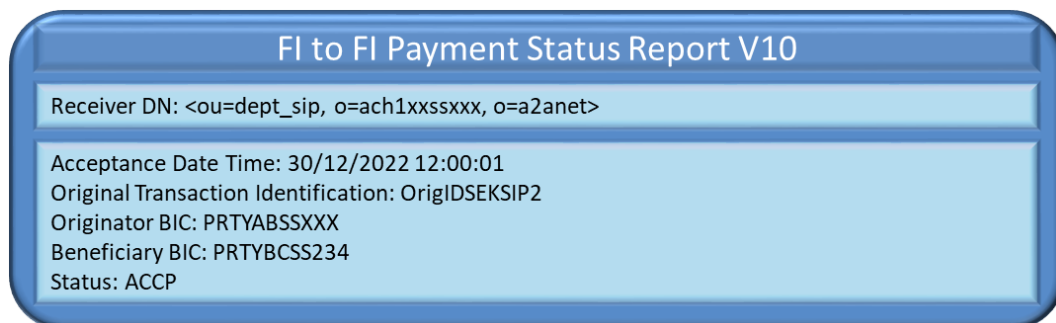 FI to FI Payment Status Report V10
Receiver DN: <ou=dept_sip, o=ach1xxssxxx, o=a2anet>
Acceptance Date Time: 30/12/2022 12:00:01
Original Transaction Identification: OrigIDSEKSIP2
Originator BIC: PRTYABSSXXX
Beneficiary BIC: PRTYBCSS234
Status: ACCP